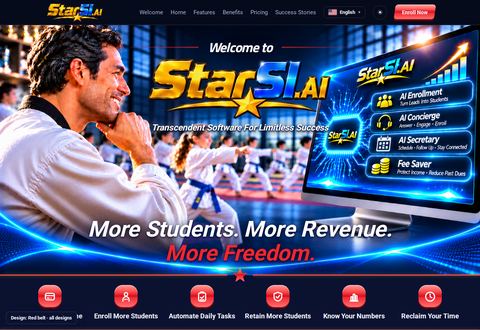 StarSI.AI
Welcome Home Features Benefits Pricing Success Stories
English
Enroll Now
Welcome to
StarSI.AI
Transcendent Software For Limitless Success
StarSI.AI
AI Enrollment
Turn Leads into Students
AI Concierge
Answer • Engage • Enroll
StarSI.AI
AI Secretary
Schedule • Follow Up • Stay Connected
Fee Saver
Protect Income • Reduce Past Dues
More Students. More Revenue.
More Freedom.
Enroll More Students Automate Daily Tasks Retain More Students Know Your Numbers Reclaim Your Time
Design: Red belt - all designs